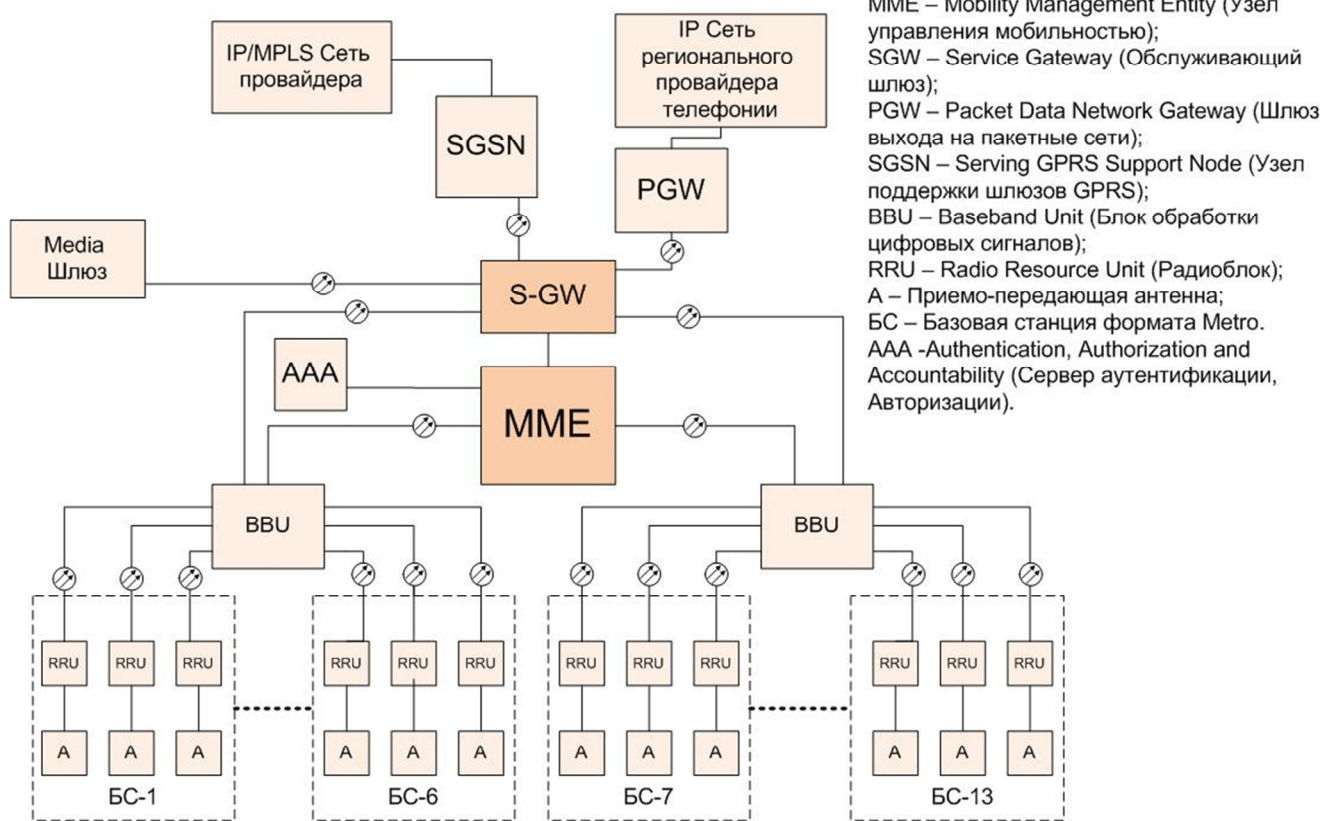 IP/MPLS Сеть
провайдера
IP Сеть
регионального
провайдера
телефонии
SGSN
PGW
Media
Шлюз
S-GW
AAA
MME
BBU
BBU
RRU RRU RRU RRU RRU RRU RRU RRU RRU RRU RRU RRU
A A A A A A A A A A A A
БС-1 БС-6 БС-7 БС-13
MME – Mobility Management Entity (Узел
управления мобильностью);
SGW – Service Gateway (Обслуживающий
шлюз);
PGW – Packet Data Network Gateway (Шлюз
выхода на пакетные сети);
SGSN – Serving GPRS Support Node (Узел
поддержки шлюзов GPRS);
BBU – Baseband Unit (Блок обработки
цифровых сигналов);
RRU – Radio Resource Unit (Радиоблок);
А – Приемо-передающая антенна;
БС – Базовая станция формата Metro.
AAA -Authentication, Authorization and
Accountability (Сервер аутентификации,
Авторизации).